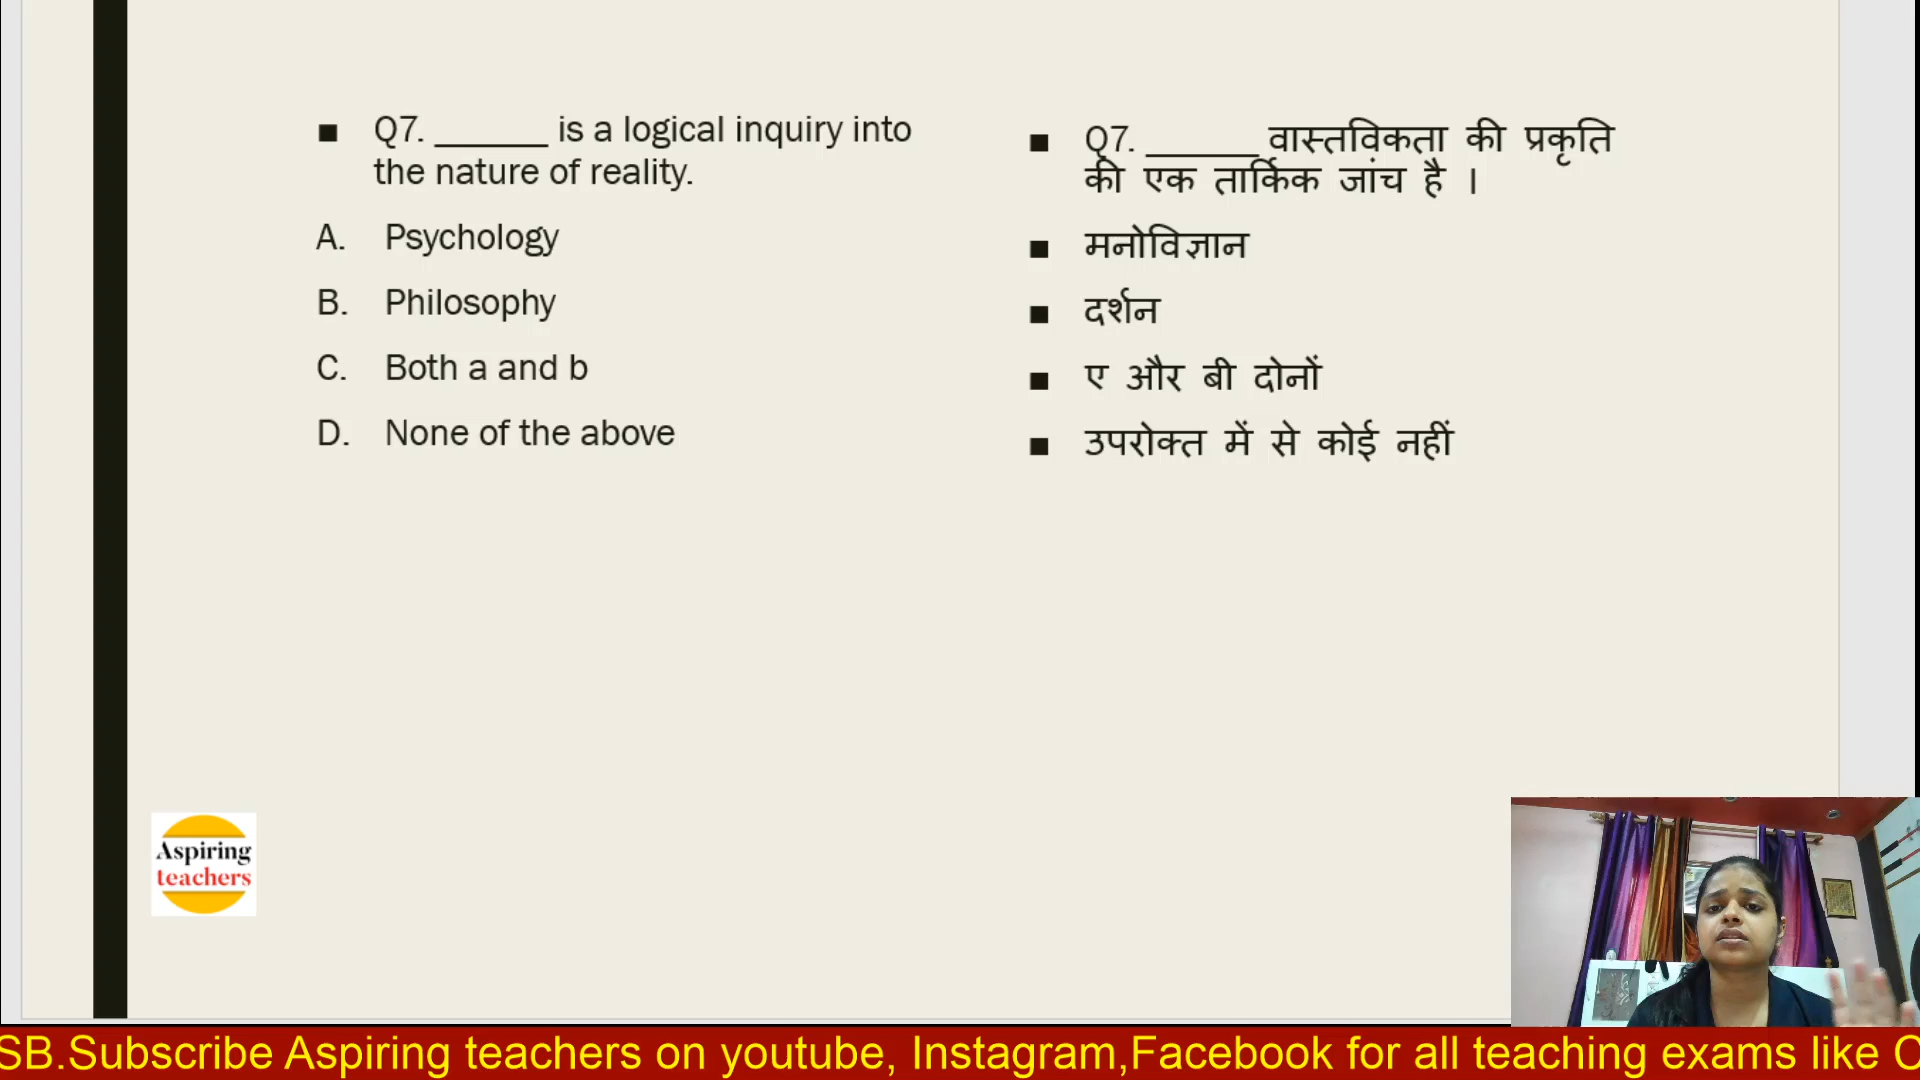 Q7. ______ is a logical inquiry into
the nature of reality.
A. Psychology
B. Philosophy
C. Both a and b
D. None of the above
Q7. ______ वास्तविकता की प्रकृति
की एक तार्किक जांच है ।
मनोविज्ञान
दर्शन
ए और बी दोनों
उपरोक्त में से कोई नहीं
Aspiring
teachers
SB.Subscribe Aspiring teachers on youtube, Instagram,Facebook for all teaching exams like